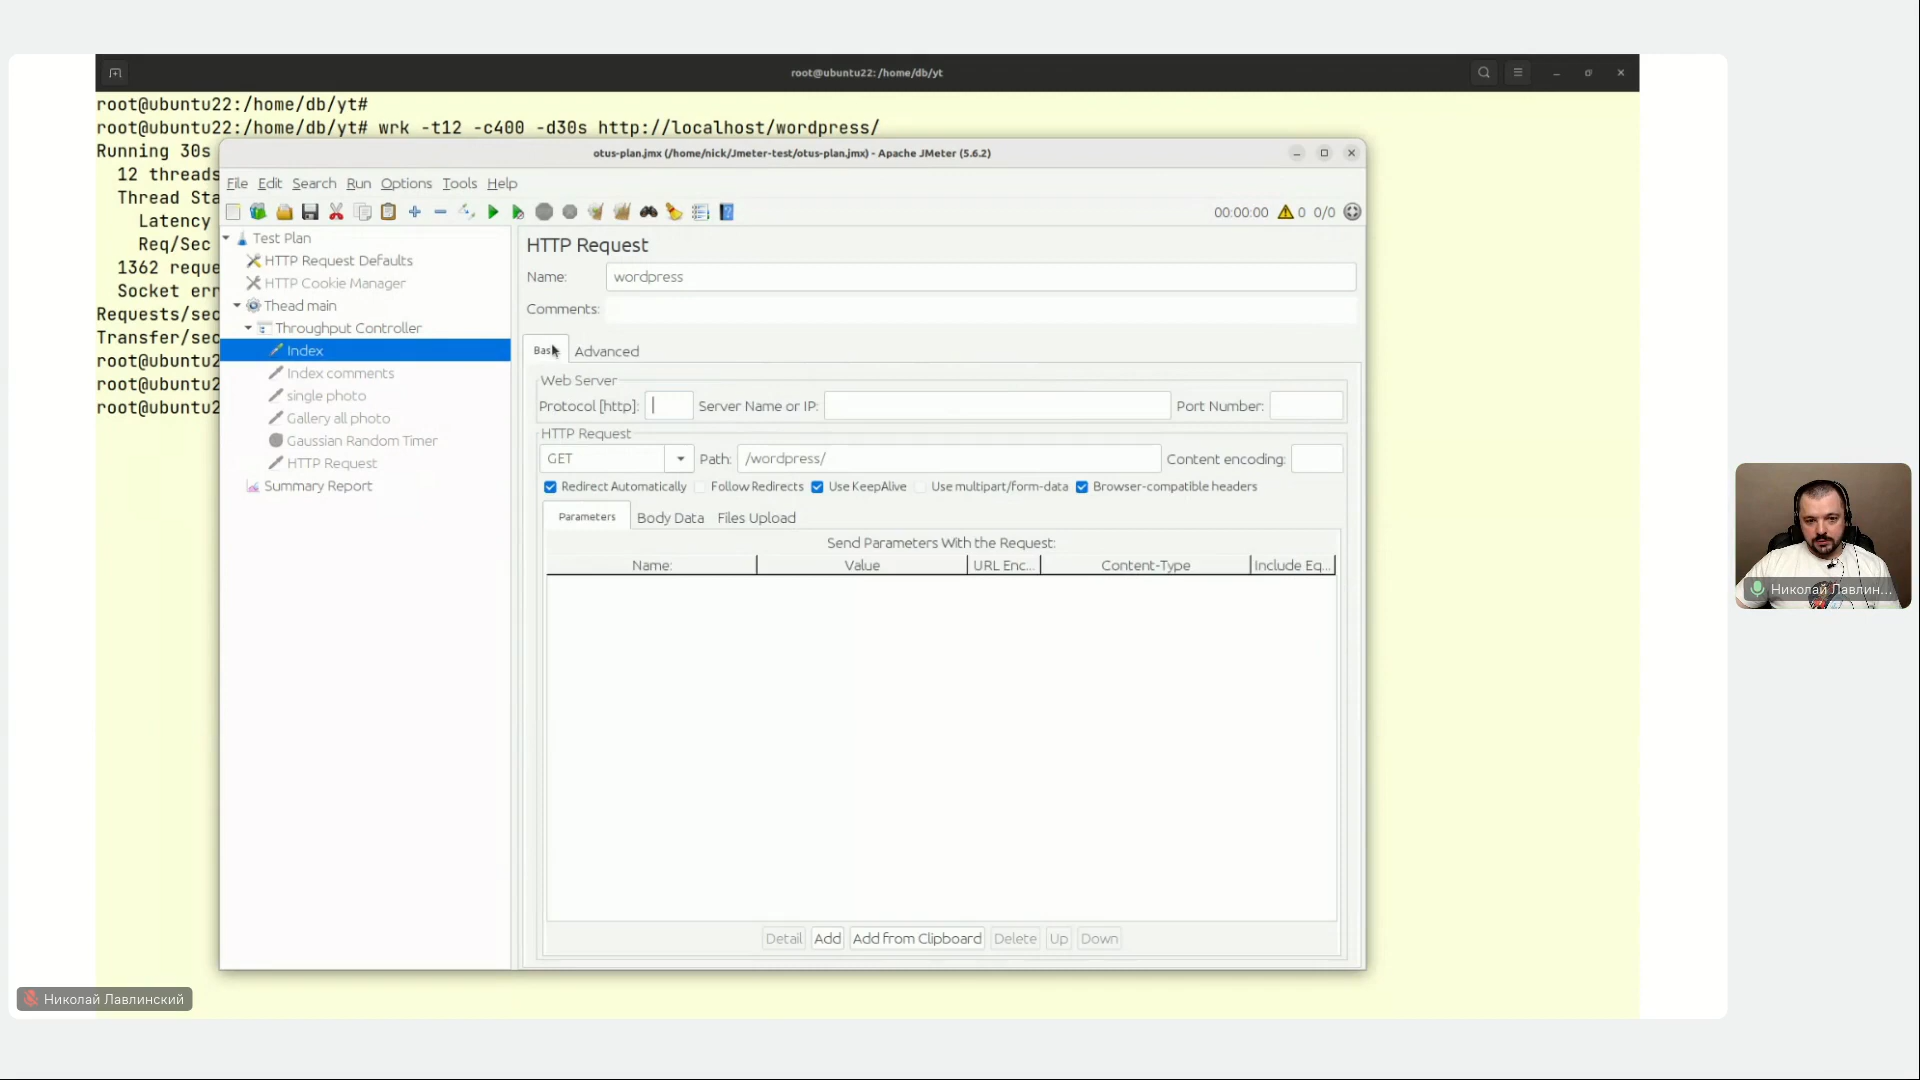 root@ubuntu22: /home/db/yt
root@ubuntu22:/home/db/yt#
root@ubuntu22:/home/db/yt# wrk -t12 -c400 -d30s http://localhost/wordpress/
Running 30s
12 threads
Thread Sta
Latency
Req/Sec
1362 reque
Socket err
Requests/sec
Transfer/sec
root@ubuntu2
root@ubuntu2
root@ubuntu2
otus-plan.jmx (/home/nick/Jmeter-test/otus-plan.jmx) - Apache JMeter (5.6.2)
File Edit Search Run Options Tools Help
00:00:00 0 0/0
Test Plan
HTTP Request Defaults
HTTP Cookie Manager
Thead main
Throughput Controller
Index
Index comments
single photo
Gallery all photo
Gaussian Random Timer
HTTP Request
Summary Report
HTTP Request
Name: wordpress
Comments:
Basic Advanced
Web Server
Protocol [http]: Server Name or IP: Port Number:
HTTP Request
GET Path: /wordpress/ Content encoding:
Redirect Automatically Follow Redirects Use KeepAlive Use multipart/form-data Browser-compatible headers
Parameters Body Data Files Upload
Send Parameters With the Request:
Name: Value URL Enc... Content-Type Include Eq...
Detail Add Add from Clipboard Delete Up Down
Николай Лавлин...
Николай Лавлинский